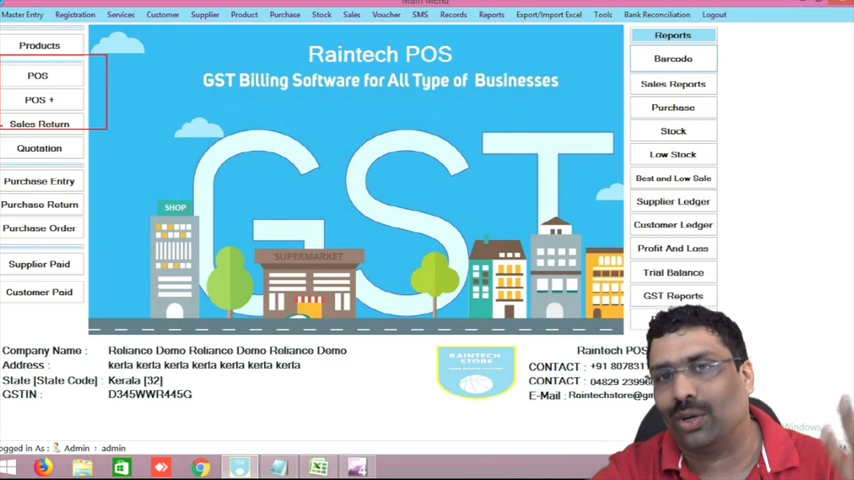 Main Menu
Master Entry Registration Services Customer Supplier Product Purchase Stock Sales Voucher SMS Records Reports Export/Import Excel Tools Bank Reconciliation Logout
Products
POS
POS +
Sales Return
Quotation
Purchase Entry
Purchase Return
Purchase Order
Supplier Paid
Customer Paid
Raintech POS
GST Billing Software for All Type of Businesses
GST
SHOP
SUPERMARKET
Reports
Barcode
Sales Reports
Purchase
Stock
Low Stock
Best and Low Sale
Supplier Ledger
Customer Ledger
Profit And Loss
Trial Balance
GST Reports
Company Name : Reliance Demo Reliance Demo Reliance Demo
Address : kerla kerla kerla kerla kerla kerla
State [State Code] : Kerala [32]
GSTIN : D345WWR445G
RAINTECH
STORE
Raintech POS
CONTACT : +91 807831
CONTACT : 04829 23996
E-Mail : Raintechstore@gm
Windows
ogged in As : Admin : admin